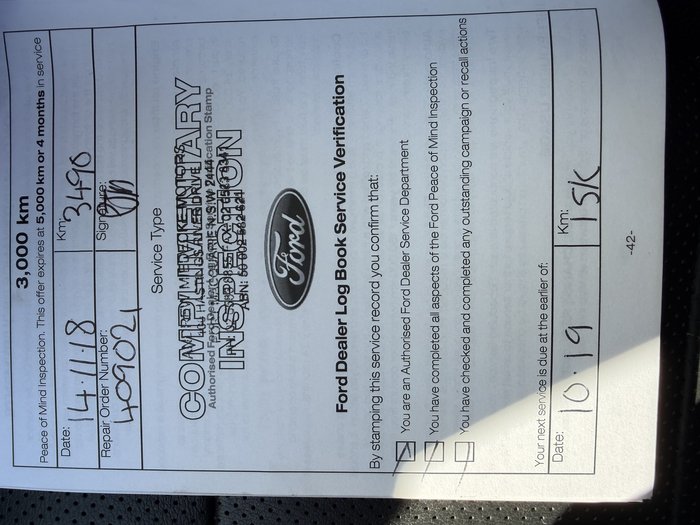 3,000 km
Peace of Mind Inspection. This offer expires at 5,000 km or 4 months in service
Date: 14.11.18 Km: 3490
Repair Order Number: 409021 Signature:
Service Type
COMPLIMENTARY
Authorised Ford Dealer Service Verification Stamp
INSPECTION
Ford
Ford Dealer Log Book Service Verification
By stamping this service record you confirm that:
You are an Authorised Ford Dealer Service Department
You have completed all aspects of the Ford Peace of Mind Inspection
You have checked and completed any outstanding campaign or recall actions
Your next service is due at the earlier of:
Date: 10.19 Km: 15K
-42-